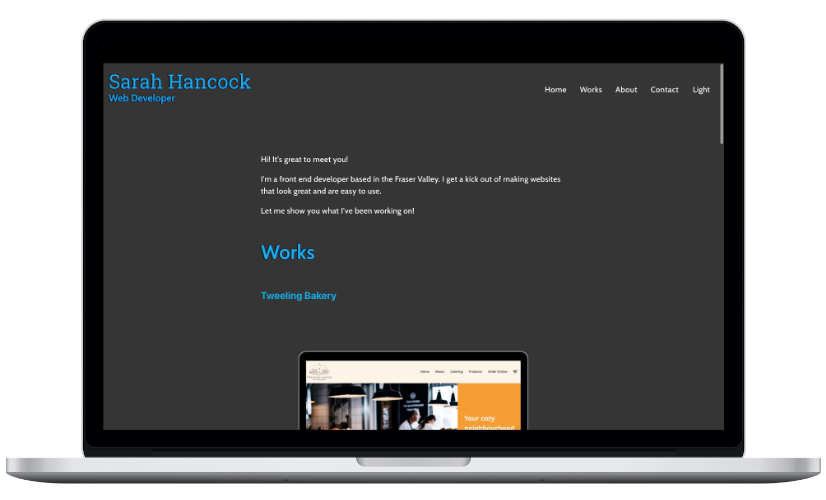 Sarah Hancock
Web Developer
Home Works About Contact Light
Hi! It's great to meet you!
I'm a front end developer based in the Fraser Valley. I get a kick out of making websites
that look great and are easy to use.
Let me show you what I've been working on!
Works
Tweeling Bakery
Home About Catering Products Order Online
Your cozy
neighbourhood